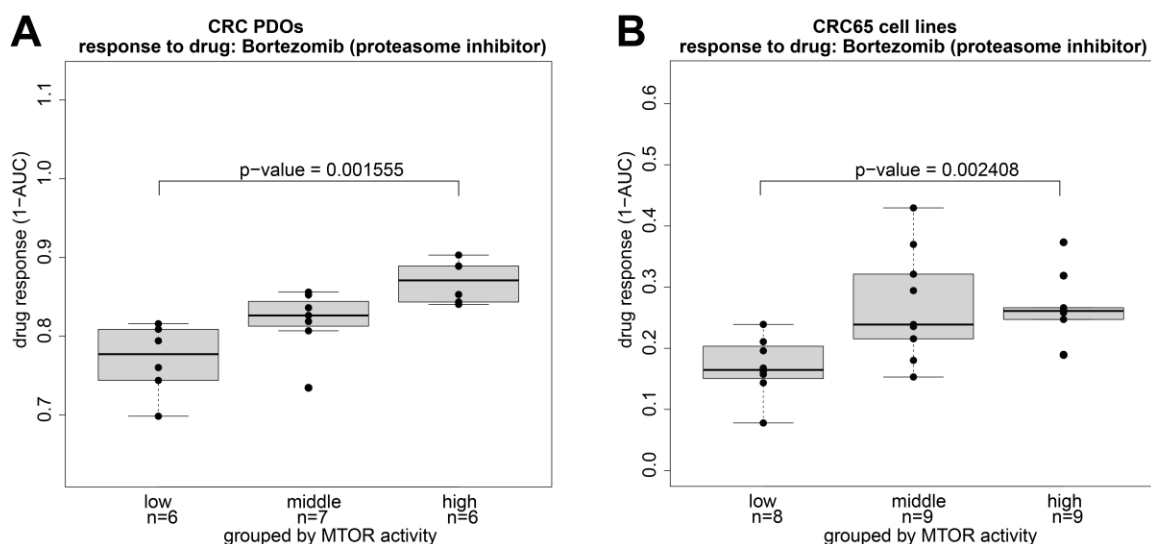 A
CRC PDOs
response to drug: Bortezomib (proteasome inhibitor)
drug response (1−AUC)
1.1
1.0
0.9
0.8
0.7
p−value = 0.001555
low
n=6
middle
n=7
high
n=6
grouped by MTOR activity
B
CRC65 cell lines
response to drug: Bortezomib (proteasome inhibitor)
drug response (1−AUC)
0.6
0.5
0.4
0.3
0.2
0.1
0.0
p−value = 0.002408
low
n=8
middle
n=9
high
n=9
grouped by MTOR activity